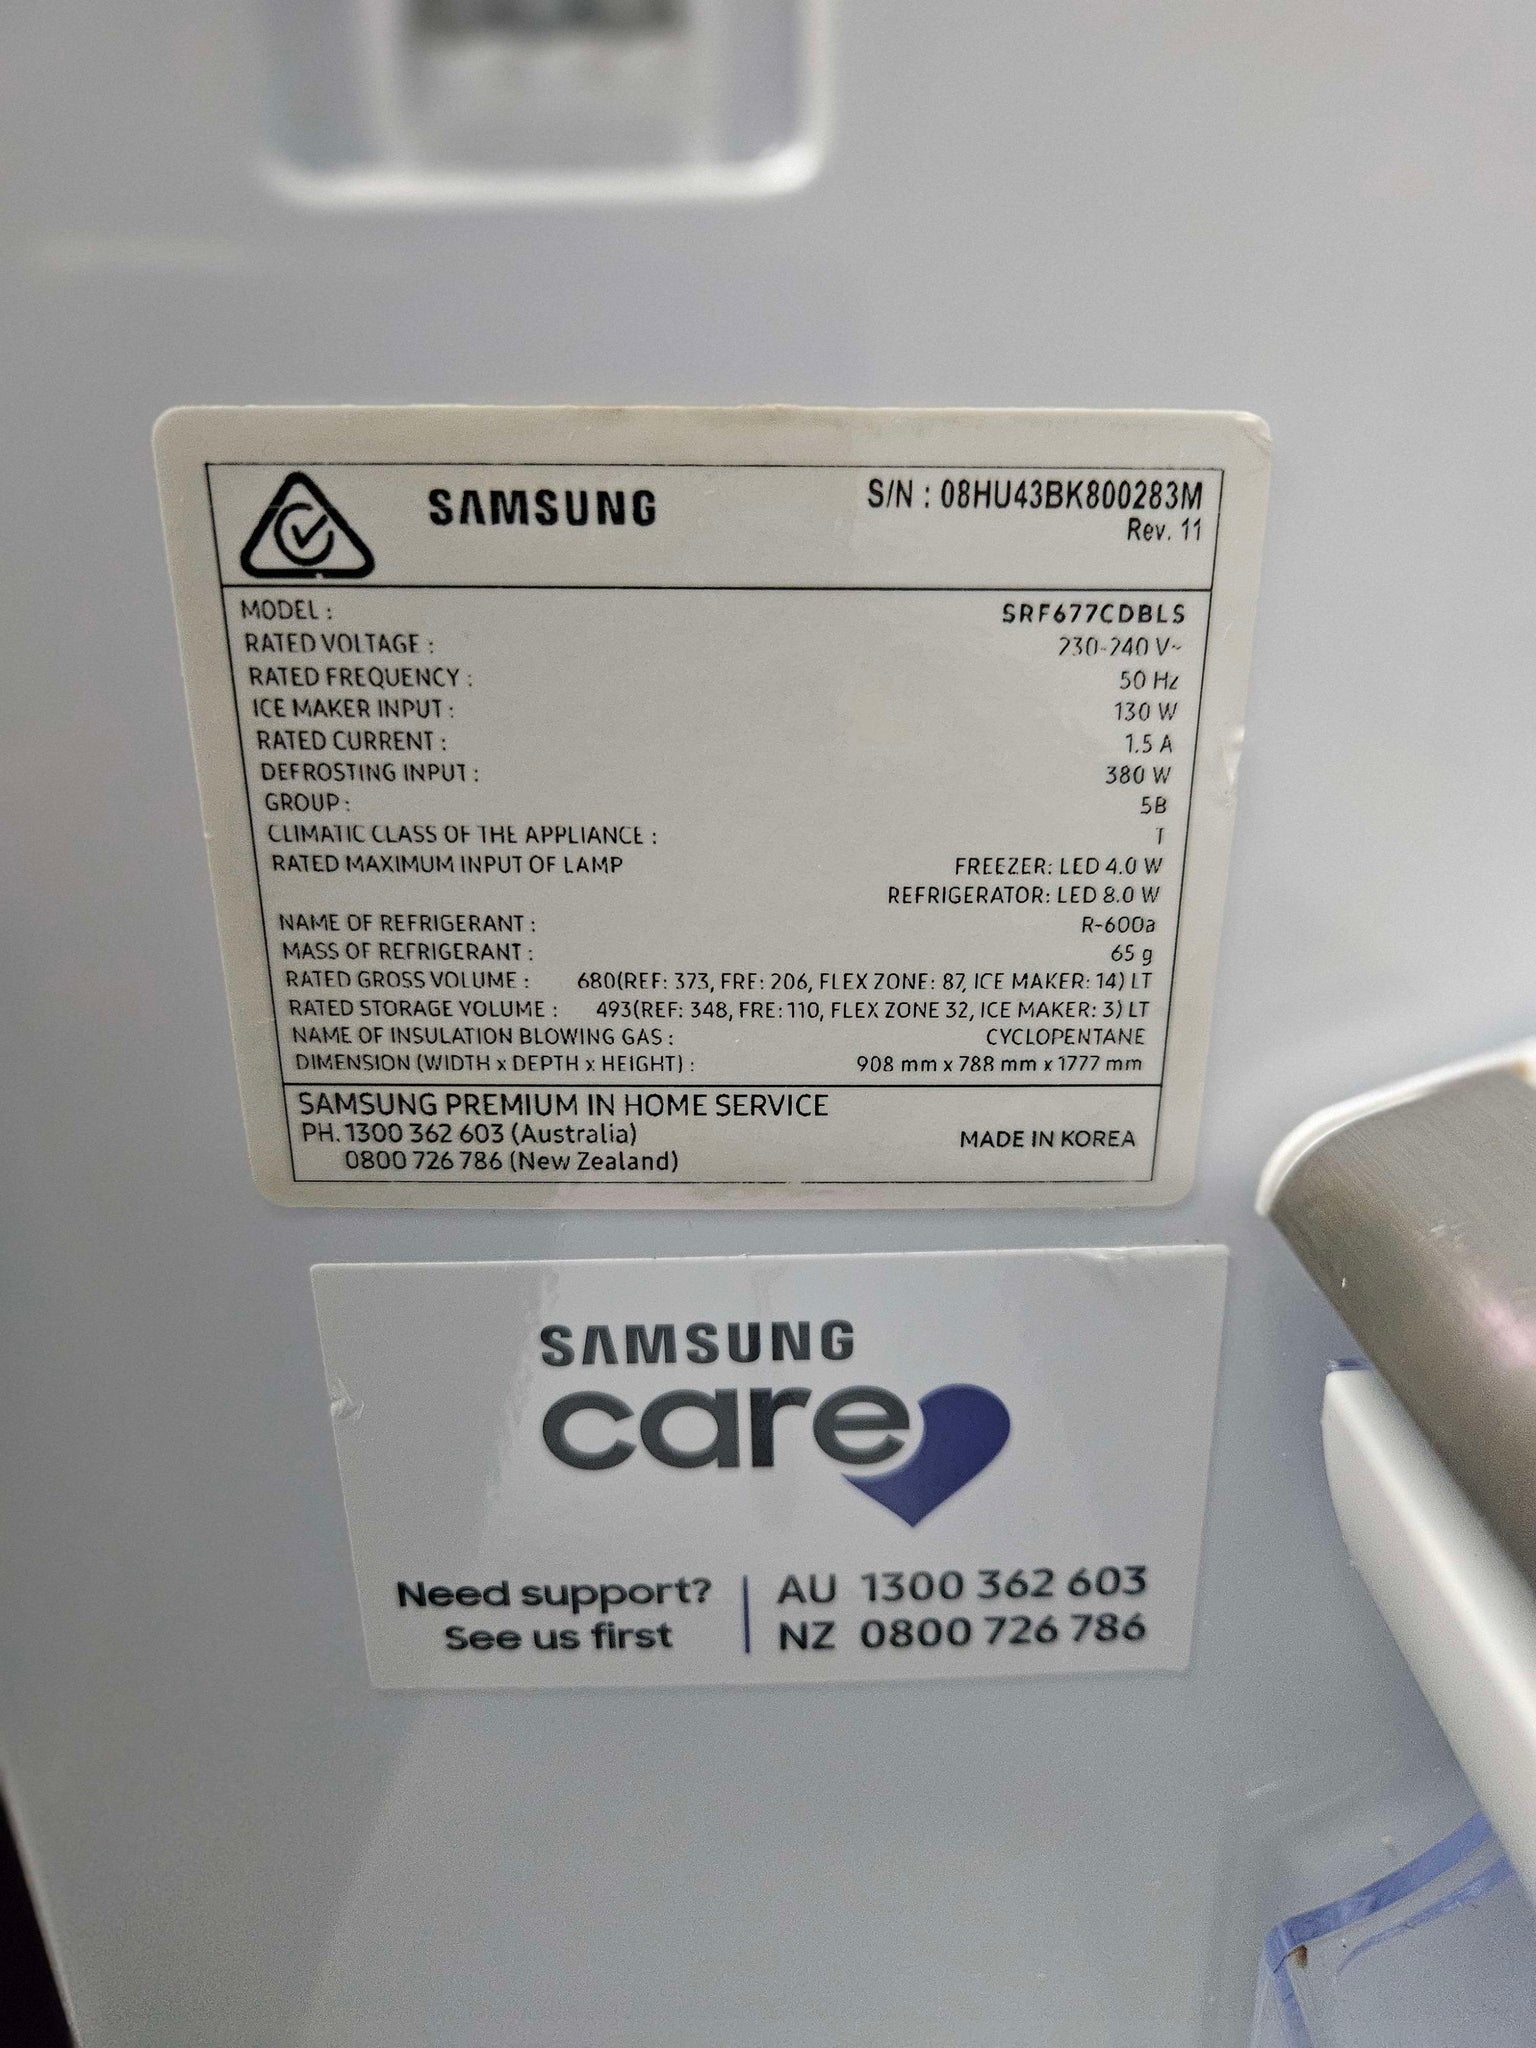 SAMSUNG
S/N : 08HU43BK800283M
Rev. 11
MODEL : SRF677CDBLS
RATED VOLTAGE : 230-240 V~
RATED FREQUENCY : 50 Hz
ICE MAKER INPUT : 130 W
RATED CURRENT : 1.5 A
DEFROSTING INPUT : 380 W
GROUP : 5B
CLIMATIC CLASS OF THE APPLIANCE : T
RATED MAXIMUM INPUT OF LAMP FREEZER: LED 4.0 W
REFRIGERATOR: LED 8.0 W
NAME OF REFRIGERANT : R-600a
MASS OF REFRIGERANT : 65 g
RATED GROSS VOLUME : 680(REF: 373, FRE: 206, FLEX ZONE: 87, ICE MAKER: 14) LT
RATED STORAGE VOLUME : 493(REF: 348, FRE: 110, FLEX ZONE 32, ICE MAKER: 3) LT
NAME OF INSULATION BLOWING GAS : CYCLOPENTANE
DIMENSION (WIDTH x DEPTH x HEIGHT) : 908 mm x 788 mm x 1777 mm
SAMSUNG PREMIUM IN HOME SERVICE
PH. 1300 362 603 (Australia)
0800 726 786 (New Zealand)
MADE IN KOREA
SAMSUNG
care
Need support?
See us first
AU 1300 362 603
NZ 0800 726 786